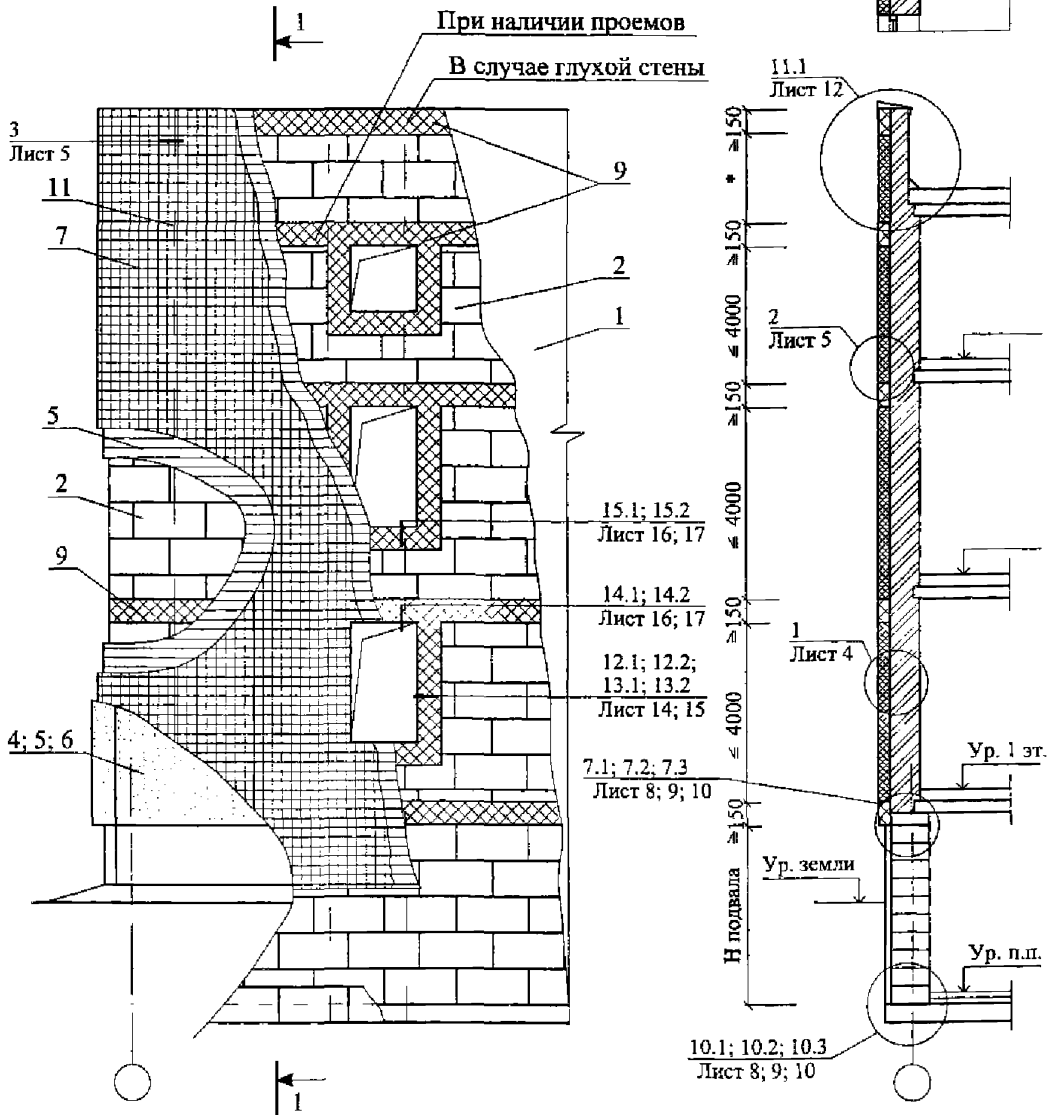 1
При наличии проемов
В случае глухой стены
3
Лист 5
11
7
9
2
1
5
2
9
4; 5; 6
15.1; 15.2
Лист 16; 17
14.1; 14.2
Лист 16; 17
12.1; 12.2;
13.1; 13.2
Лист 14; 15
7.1; 7.2; 7.3
Лист 8; 9; 10
1
11.1
Лист 12
≥150
*
≥150
≤ 4000
≥150
≤ 4000
≥150
≤ 4000
≥150
Н подвала
2
Лист 5
1
Лист 4
Ур. 1 эт.
Ур. земли
Ур. п.п.
10.1; 10.2; 10.3
Лист 8; 9; 10